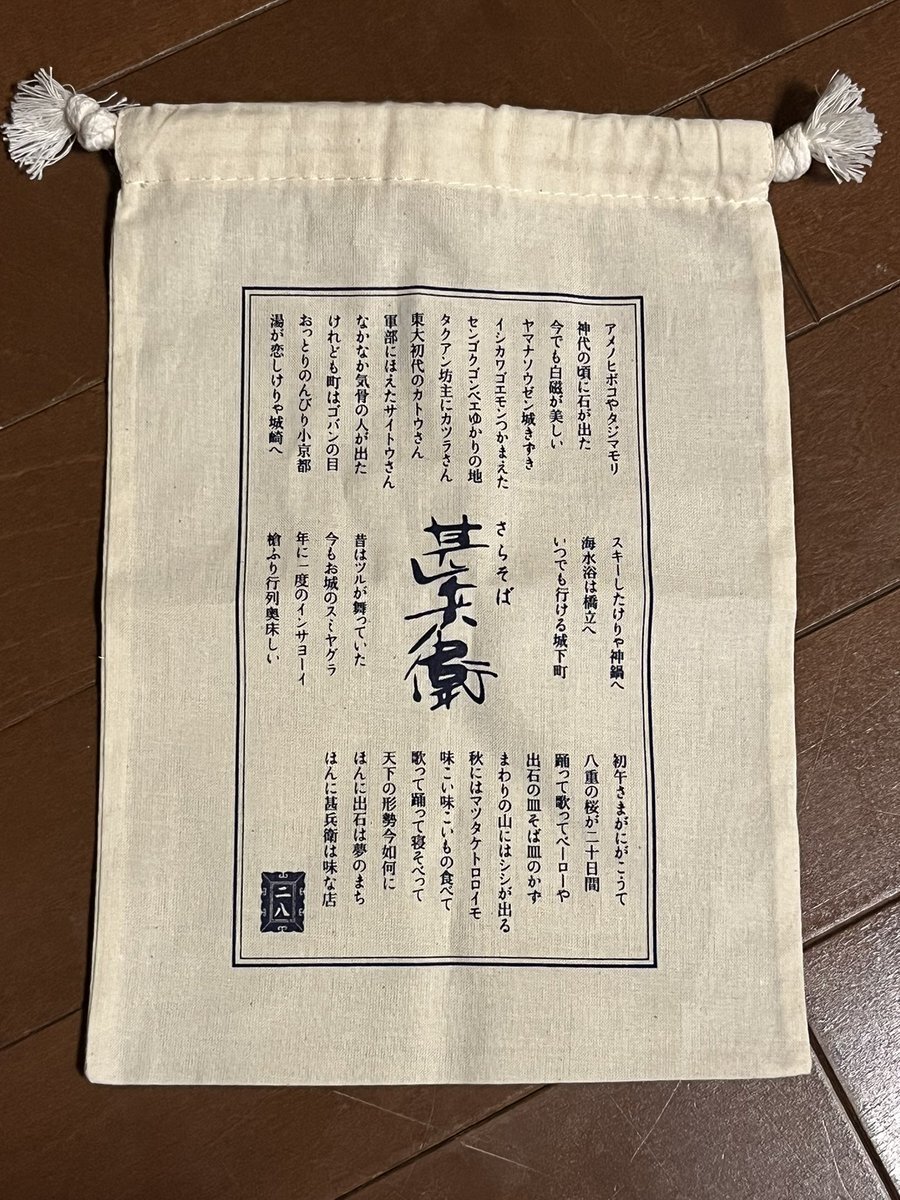 アメノヒボコやタジマモリ
神代の頃に石が出た
今でも白磁が美しい
ヤマナソウゼン城きずき
イシカワゴエモンつかまえた
センゴクゴンベエゆかりの地
タクアン坊主にカツラさん
東大初代のカトウさん
軍部にほえたサイトウさん
なかなか気骨の人が出た
けれども町はゴバンの目
おっとりのんびり小京都
湯が恋しけりゃ城崎へ
スキーしたけりゃ神鍋へ
海水浴は橋立へ
いつでも行ける城下町
さらそば
甚兵衛
昔はツルが舞っていた
今もお城のスミヤグラ
年に一度のインサヨーイ
槍ふり行列奥床しい
初午さまがにがこうて
八重の桜が二十日間
踊って歌ってベーローや
出石の皿そば皿のかず
まわりの山にはシシが出る
秋にはマツタケトロロイモ
味こい味こいもの食べて
歌って踊って寝そべって
天下の形勢今如何に
ほんに出石は夢のまち
ほんに甚兵衛は味な店
二八